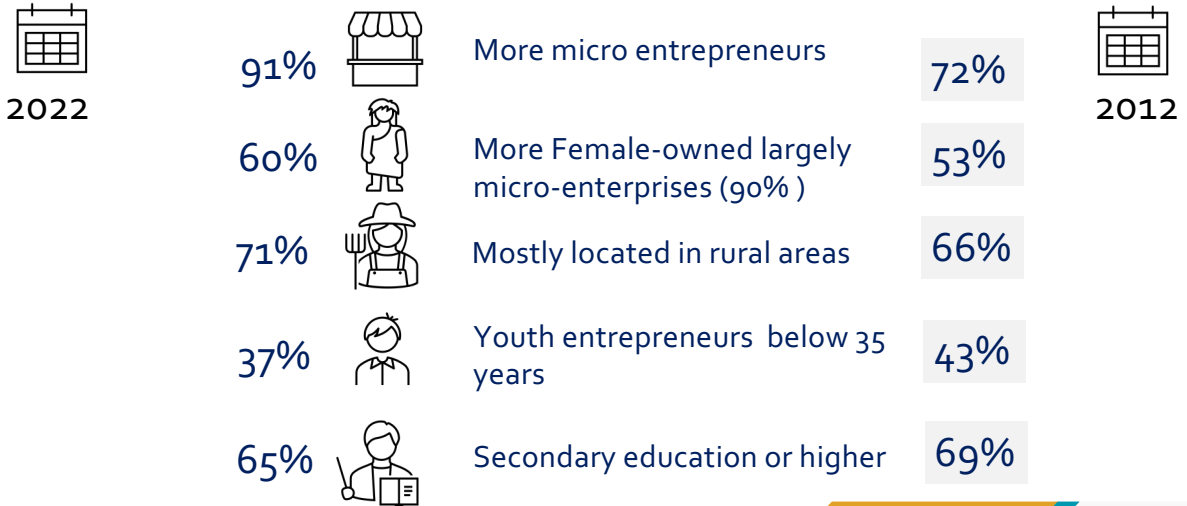 91%
More micro entrepreneurs
72%
2022
2012
60%
More Female-owned largely
micro-enterprises (90% )
53%
71%
Mostly located in rural areas
66%
37%
Youth entrepreneurs  below 35
years
43%
65%
Secondary education or higher
69%